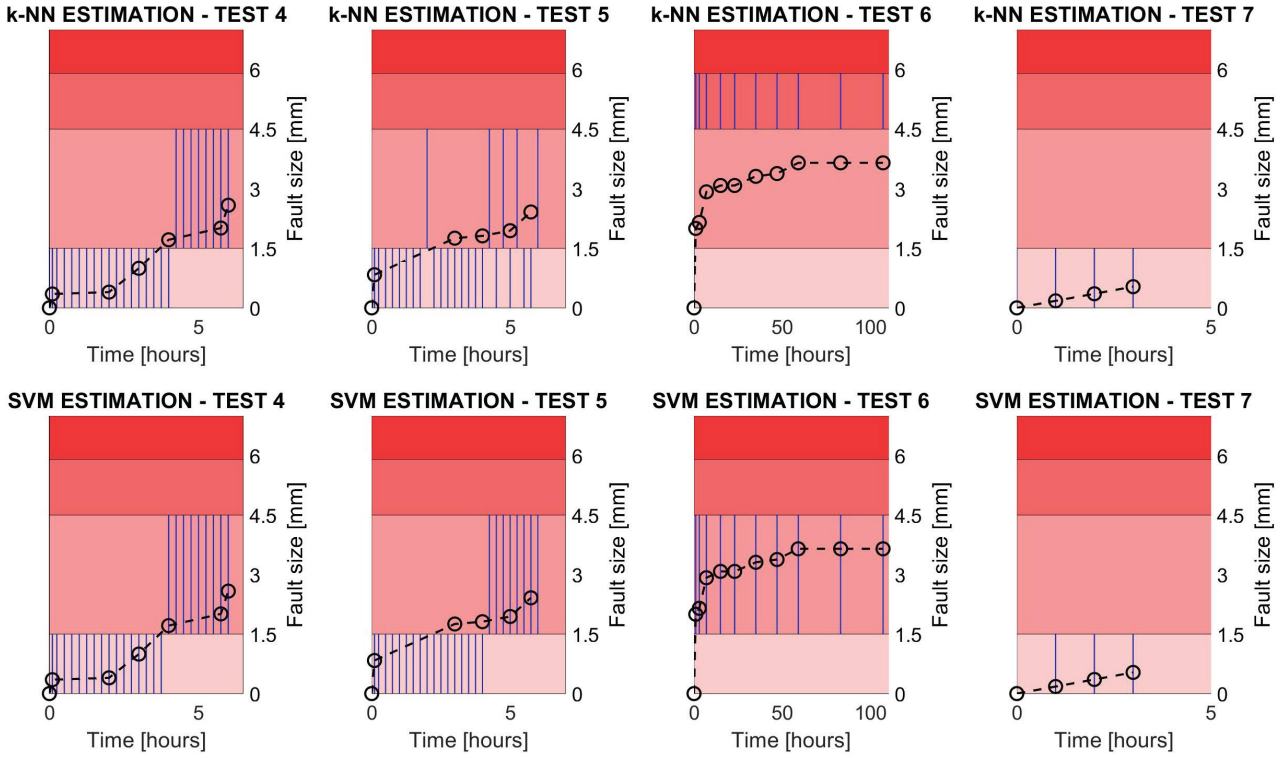 k-NN ESTIMATION - TEST 4
k-NN ESTIMATION - TEST 5
k-NN ESTIMATION - TEST 6
k-NN ESTIMATION - TEST 7
6
4.5
3
1.5
0
Fault size [mm]
0
5
Time [hours]
6
4.5
3
1.5
0
Fault size [mm]
0
5
Time [hours]
6
4.5
3
1.5
0
Fault size [mm]
0
50
100
Time [hours]
6
4.5
3
1.5
0
Fault size [mm]
0
5
Time [hours]
SVM ESTIMATION - TEST 4
SVM ESTIMATION - TEST 5
SVM ESTIMATION - TEST 6
SVM ESTIMATION - TEST 7
6
4.5
3
1.5
0
Fault size [mm]
0
5
Time [hours]
6
4.5
3
1.5
0
Fault size [mm]
0
5
Time [hours]
6
4.5
3
1.5
0
Fault size [mm]
0
50
100
Time [hours]
6
4.5
3
1.5
0
Fault size [mm]
0
5
Time [hours]